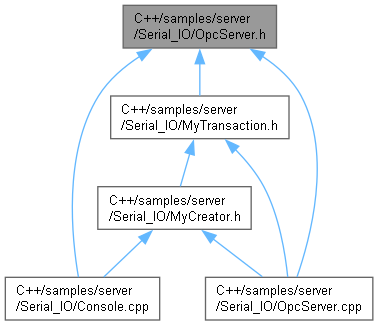 C++/samples/server
/Serial_IO/OpcServer.h
C++/samples/server
/Serial_IO/MyTransaction.h
C++/samples/server
/Serial_IO/MyCreator.h
C++/samples/server
/Serial_IO/Console.cpp
C++/samples/server
/Serial_IO/OpcServer.cpp